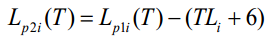 L_{p2i}(T) = L_{p1i}(T) − (TL_i + 6)